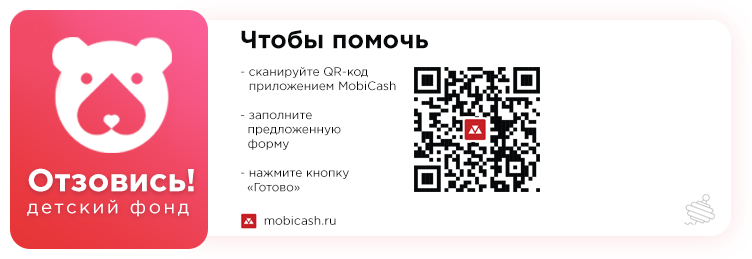 Отзовись!
детский фонд
Чтобы помочь
- сканируйте QR-код
приложением MobiCash
- заполните
предложенную
форму
- нажмите кнопку
«Готово»
mobicash.ru